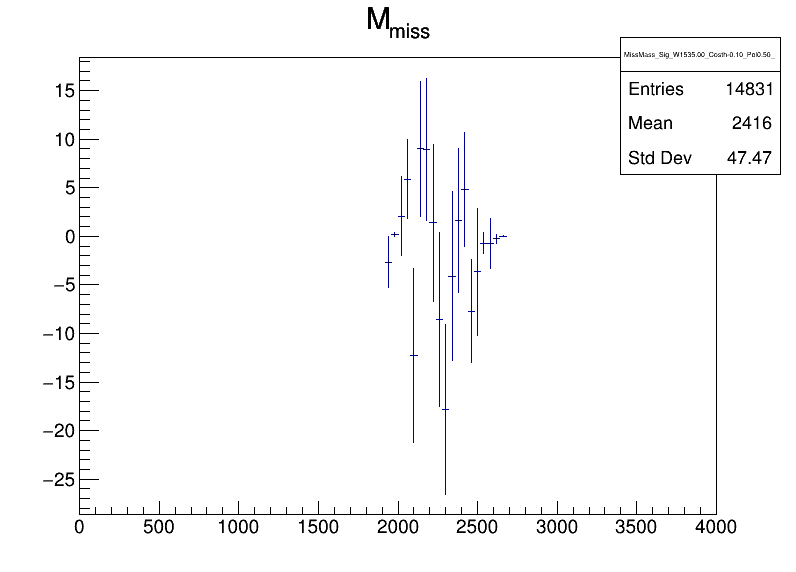 M_miss
MissMass_Sig_W1535.00_Costh-0.10_Pol0.50_
Entries 14831
Mean 2416
Std Dev 47.47
15
10
5
0
−5
−10
−15
−20
−25
0 500 1000 1500 2000 2500 3000 3500 4000